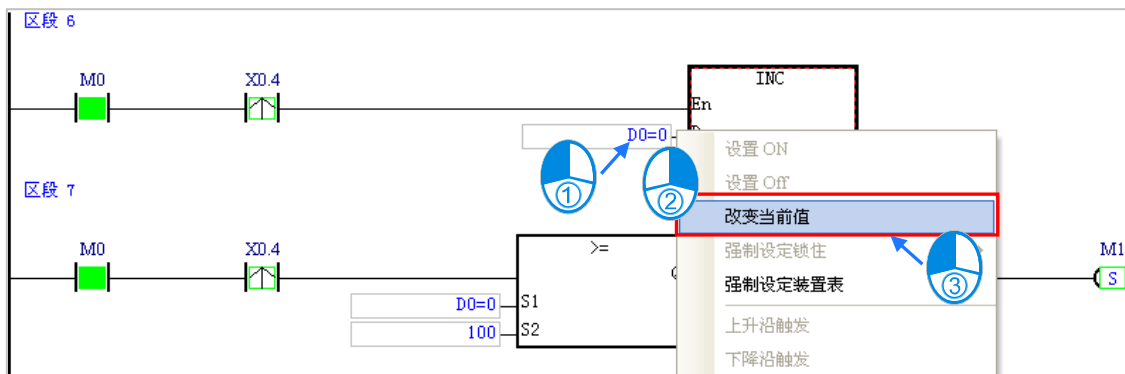 区段 6
M0
X0.4
INC
En
D0=0
D
设置 ON
设置 Off
改变当前值
强制设定锁住
强制设定装置表
上升沿触发
下降沿触发
①
②
③
区段 7
M0
X0.4
>=
M1
S
D0=0
S1
100
S2